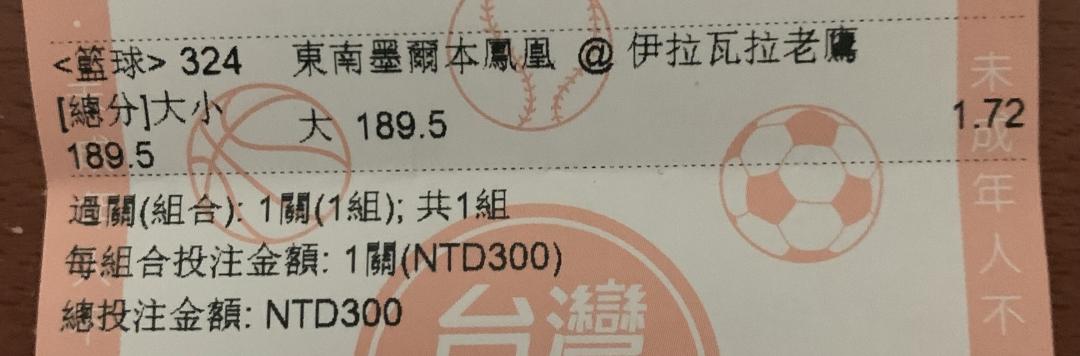 <籃球> 324 東南墨爾本鳳凰 @ 伊拉瓦拉老鷹
[總分]大小 大 189.5 1.72
189.5
過關(組合): 1關(1組); 共1組
每組合投注金額: 1關(NTD300)
總投注金額: NTD300
台灣
未成年人不